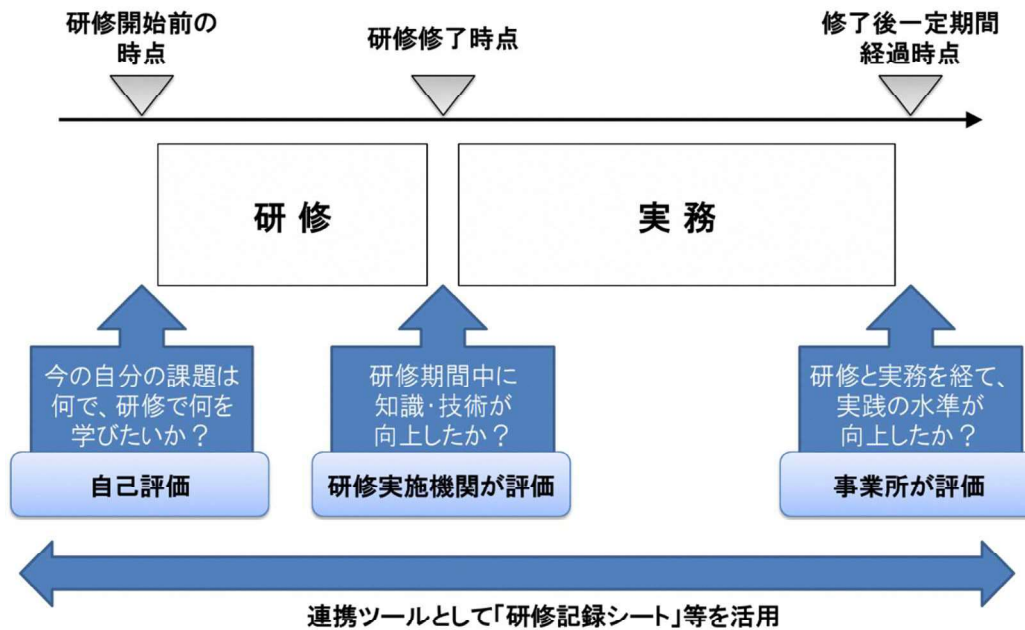 研修開始前の
時点
研修修了時点
修了後一定期間
経過時点
研 修
実 務
今の自分の課題は
何で、研修で何を
学びたいか？
自己評価
研修期間中に
知識・技術が
向上したか？
研修実施機関が評価
研修と実務を経て、
実践の水準が
向上したか？
事業所が評価
連携ツールとして「研修記録シート」等を活用